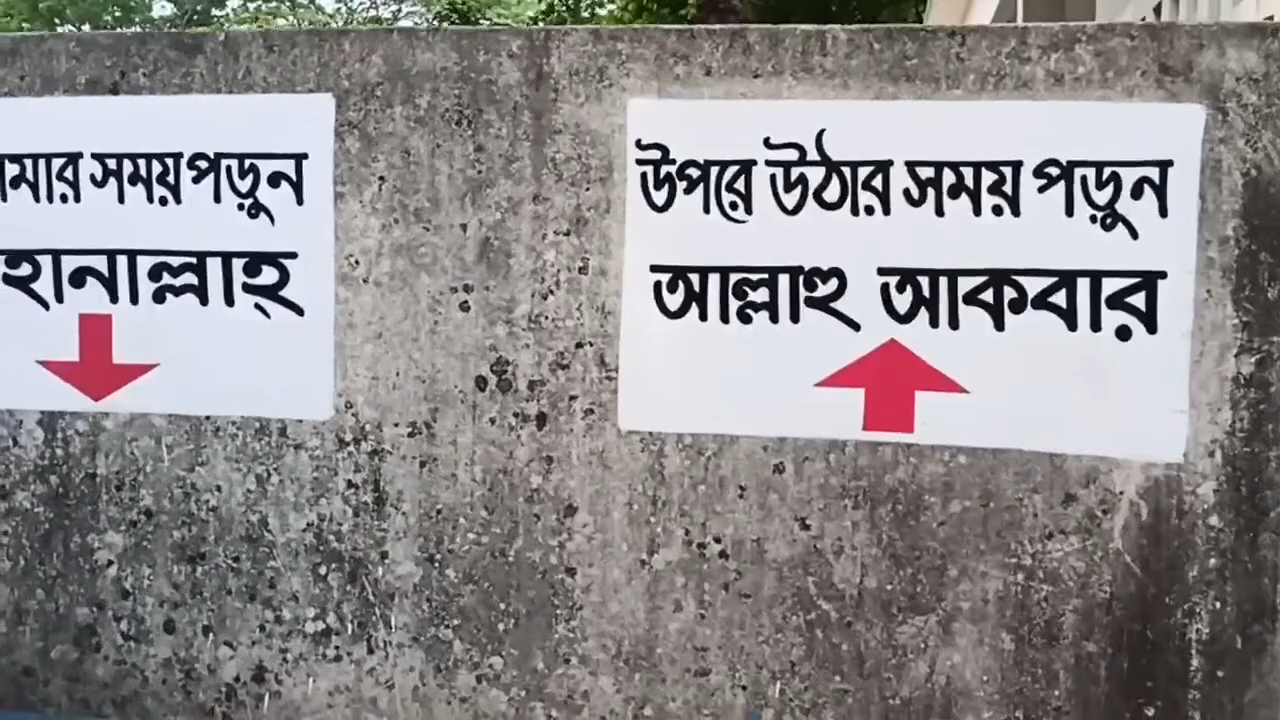 সময় পড়ুন
উপরে উঠার সময় পড়ুন
আল্লাহু আকবার